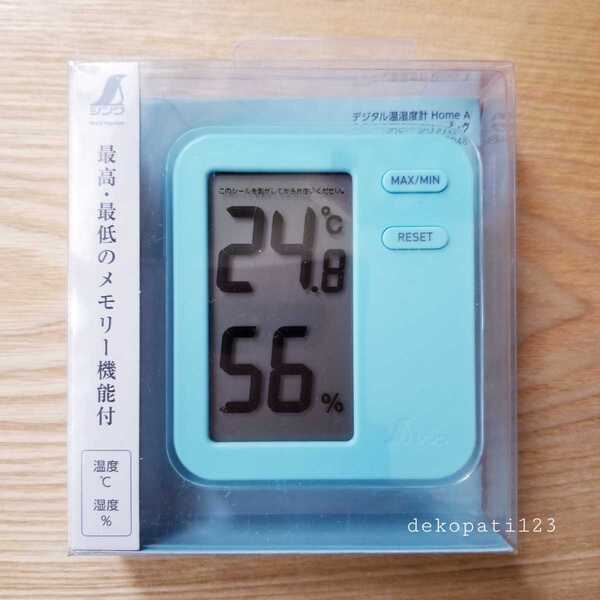 シンワ
最高・最低のメモリー機能付
温度
℃
湿度
%
デジタル温湿度計 Home A
このシールを剥がしてからお使いください。
24.8 ℃
56 %
MAX/MIN
RESET
dekopati123